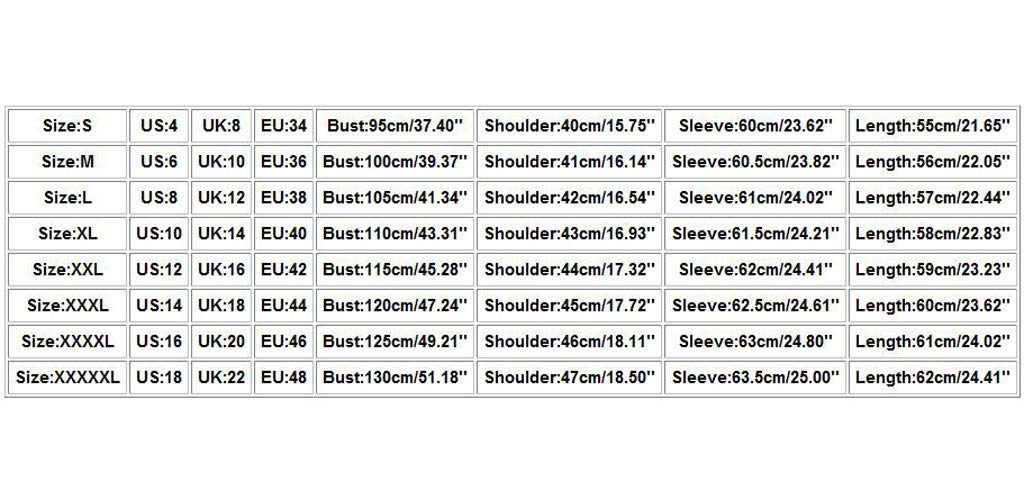 Size:S US:4 UK:8 EU:34 Bust:95cm/37.40'' Shoulder:40cm/15.75'' Sleeve:60cm/23.62'' Length:55cm/21.65''
Size:M US:6 UK:10 EU:36 Bust:100cm/39.37'' Shoulder:41cm/16.14'' Sleeve:60.5cm/23.82'' Length:56cm/22.05''
Size:L US:8 UK:12 EU:38 Bust:105cm/41.34'' Shoulder:42cm/16.54'' Sleeve:61cm/24.02'' Length:57cm/22.44''
Size:XL US:10 UK:14 EU:40 Bust:110cm/43.31'' Shoulder:43cm/16.93'' Sleeve:61.5cm/24.21'' Length:58cm/22.83''
Size:XXL US:12 UK:16 EU:42 Bust:115cm/45.28'' Shoulder:44cm/17.32'' Sleeve:62cm/24.41'' Length:59cm/23.23''
Size:XXXL US:14 UK:18 EU:44 Bust:120cm/47.24'' Shoulder:45cm/17.72'' Sleeve:62.5cm/24.61'' Length:60cm/23.62''
Size:XXXXL US:16 UK:20 EU:46 Bust:125cm/49.21'' Shoulder:46cm/18.11'' Sleeve:63cm/24.80'' Length:61cm/24.02''
Size:XXXXXL US:18 UK:22 EU:48 Bust:130cm/51.18'' Shoulder:47cm/18.50'' Sleeve:63.5cm/25.00'' Length:62cm/24.41''